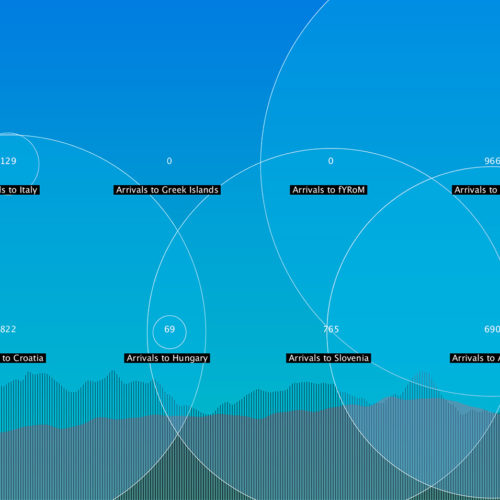 129 0 0 966
ls to Italy Arrivals to Greek Islands Arrivals to fYRoM Arrivals to
822 69 765 690
to Croatia Arrivals to Hungary Arrivals to Slovenia Arrivals to A